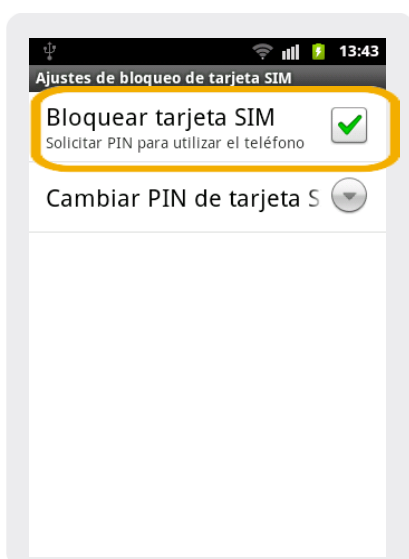 13:43
Ajustes de bloqueo de tarjeta SIM
Bloquear tarjeta SIM
Solicitar PIN para utilizar el teléfono
Cambiar PIN de tarjeta S